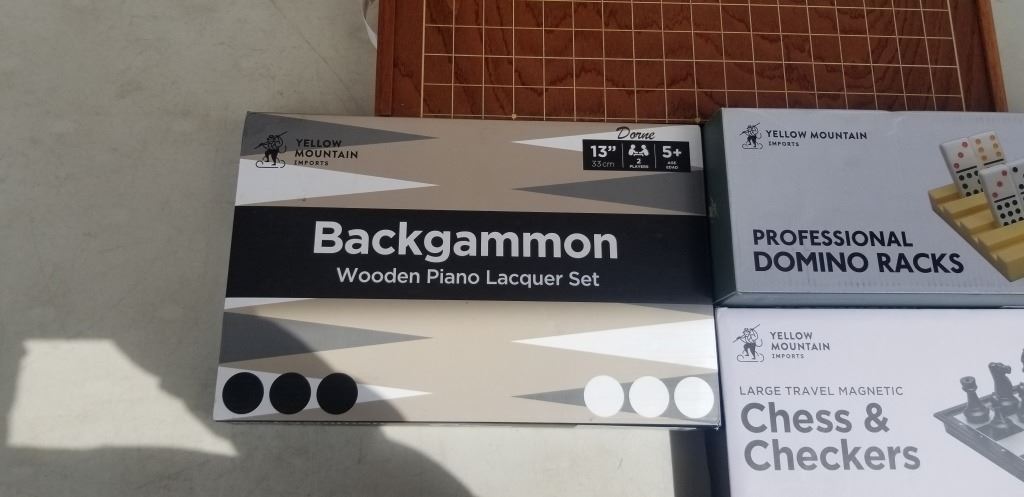 YELLOW
MOUNTAIN
IMPORTS
Dorne
13" 2 5+
33cm PLAYERS AGE
Backgammon
Wooden Piano Lacquer Set
YELLOW MOUNTAIN
IMPORTS
PROFESSIONAL
DOMINO RACKS
YELLOW
MOUNTAIN
IMPORTS
LARGE TRAVEL MAGNETIC
Chess &
Checkers